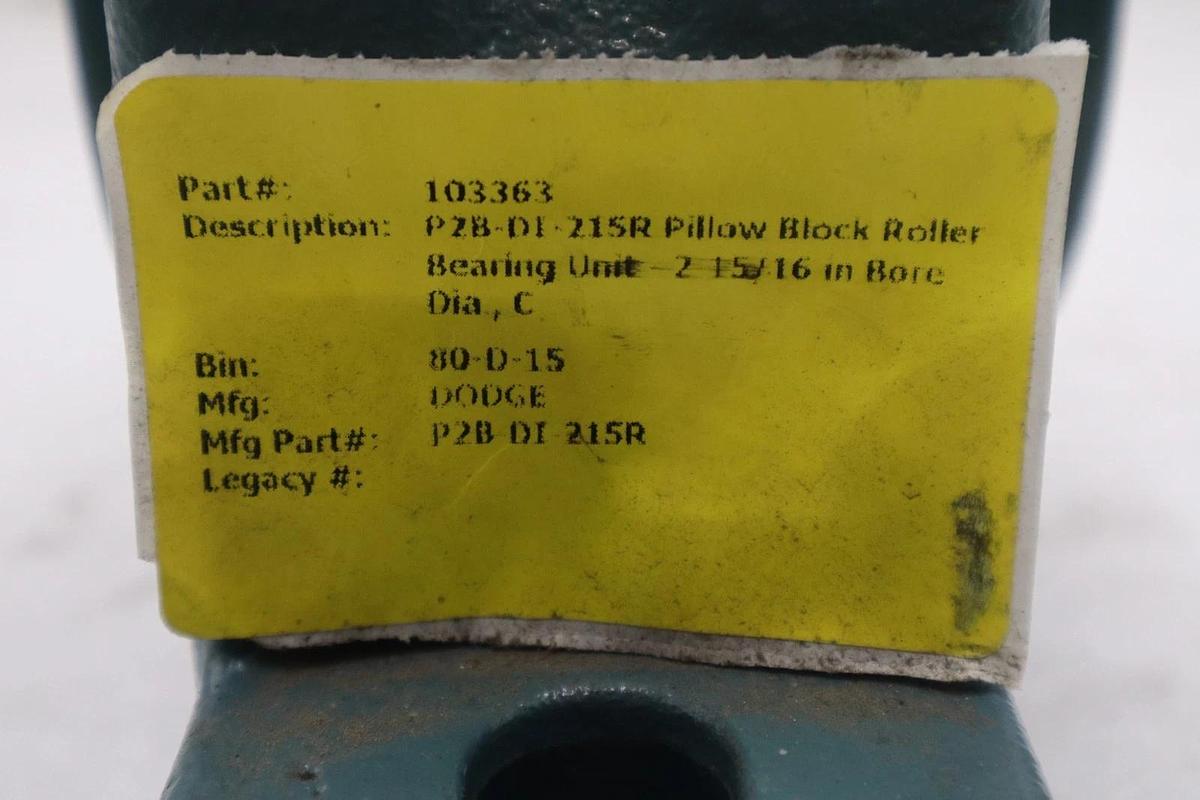 Part#: 103363
Description: P2B-DI-215R Pillow Block Roller
Bearing Unit - 2 15/16 in Bore
Dia., C
Bin: 80-D-15
Mfg: DODGE
Mfg Part#: P2B-DI-215R
Legacy #: